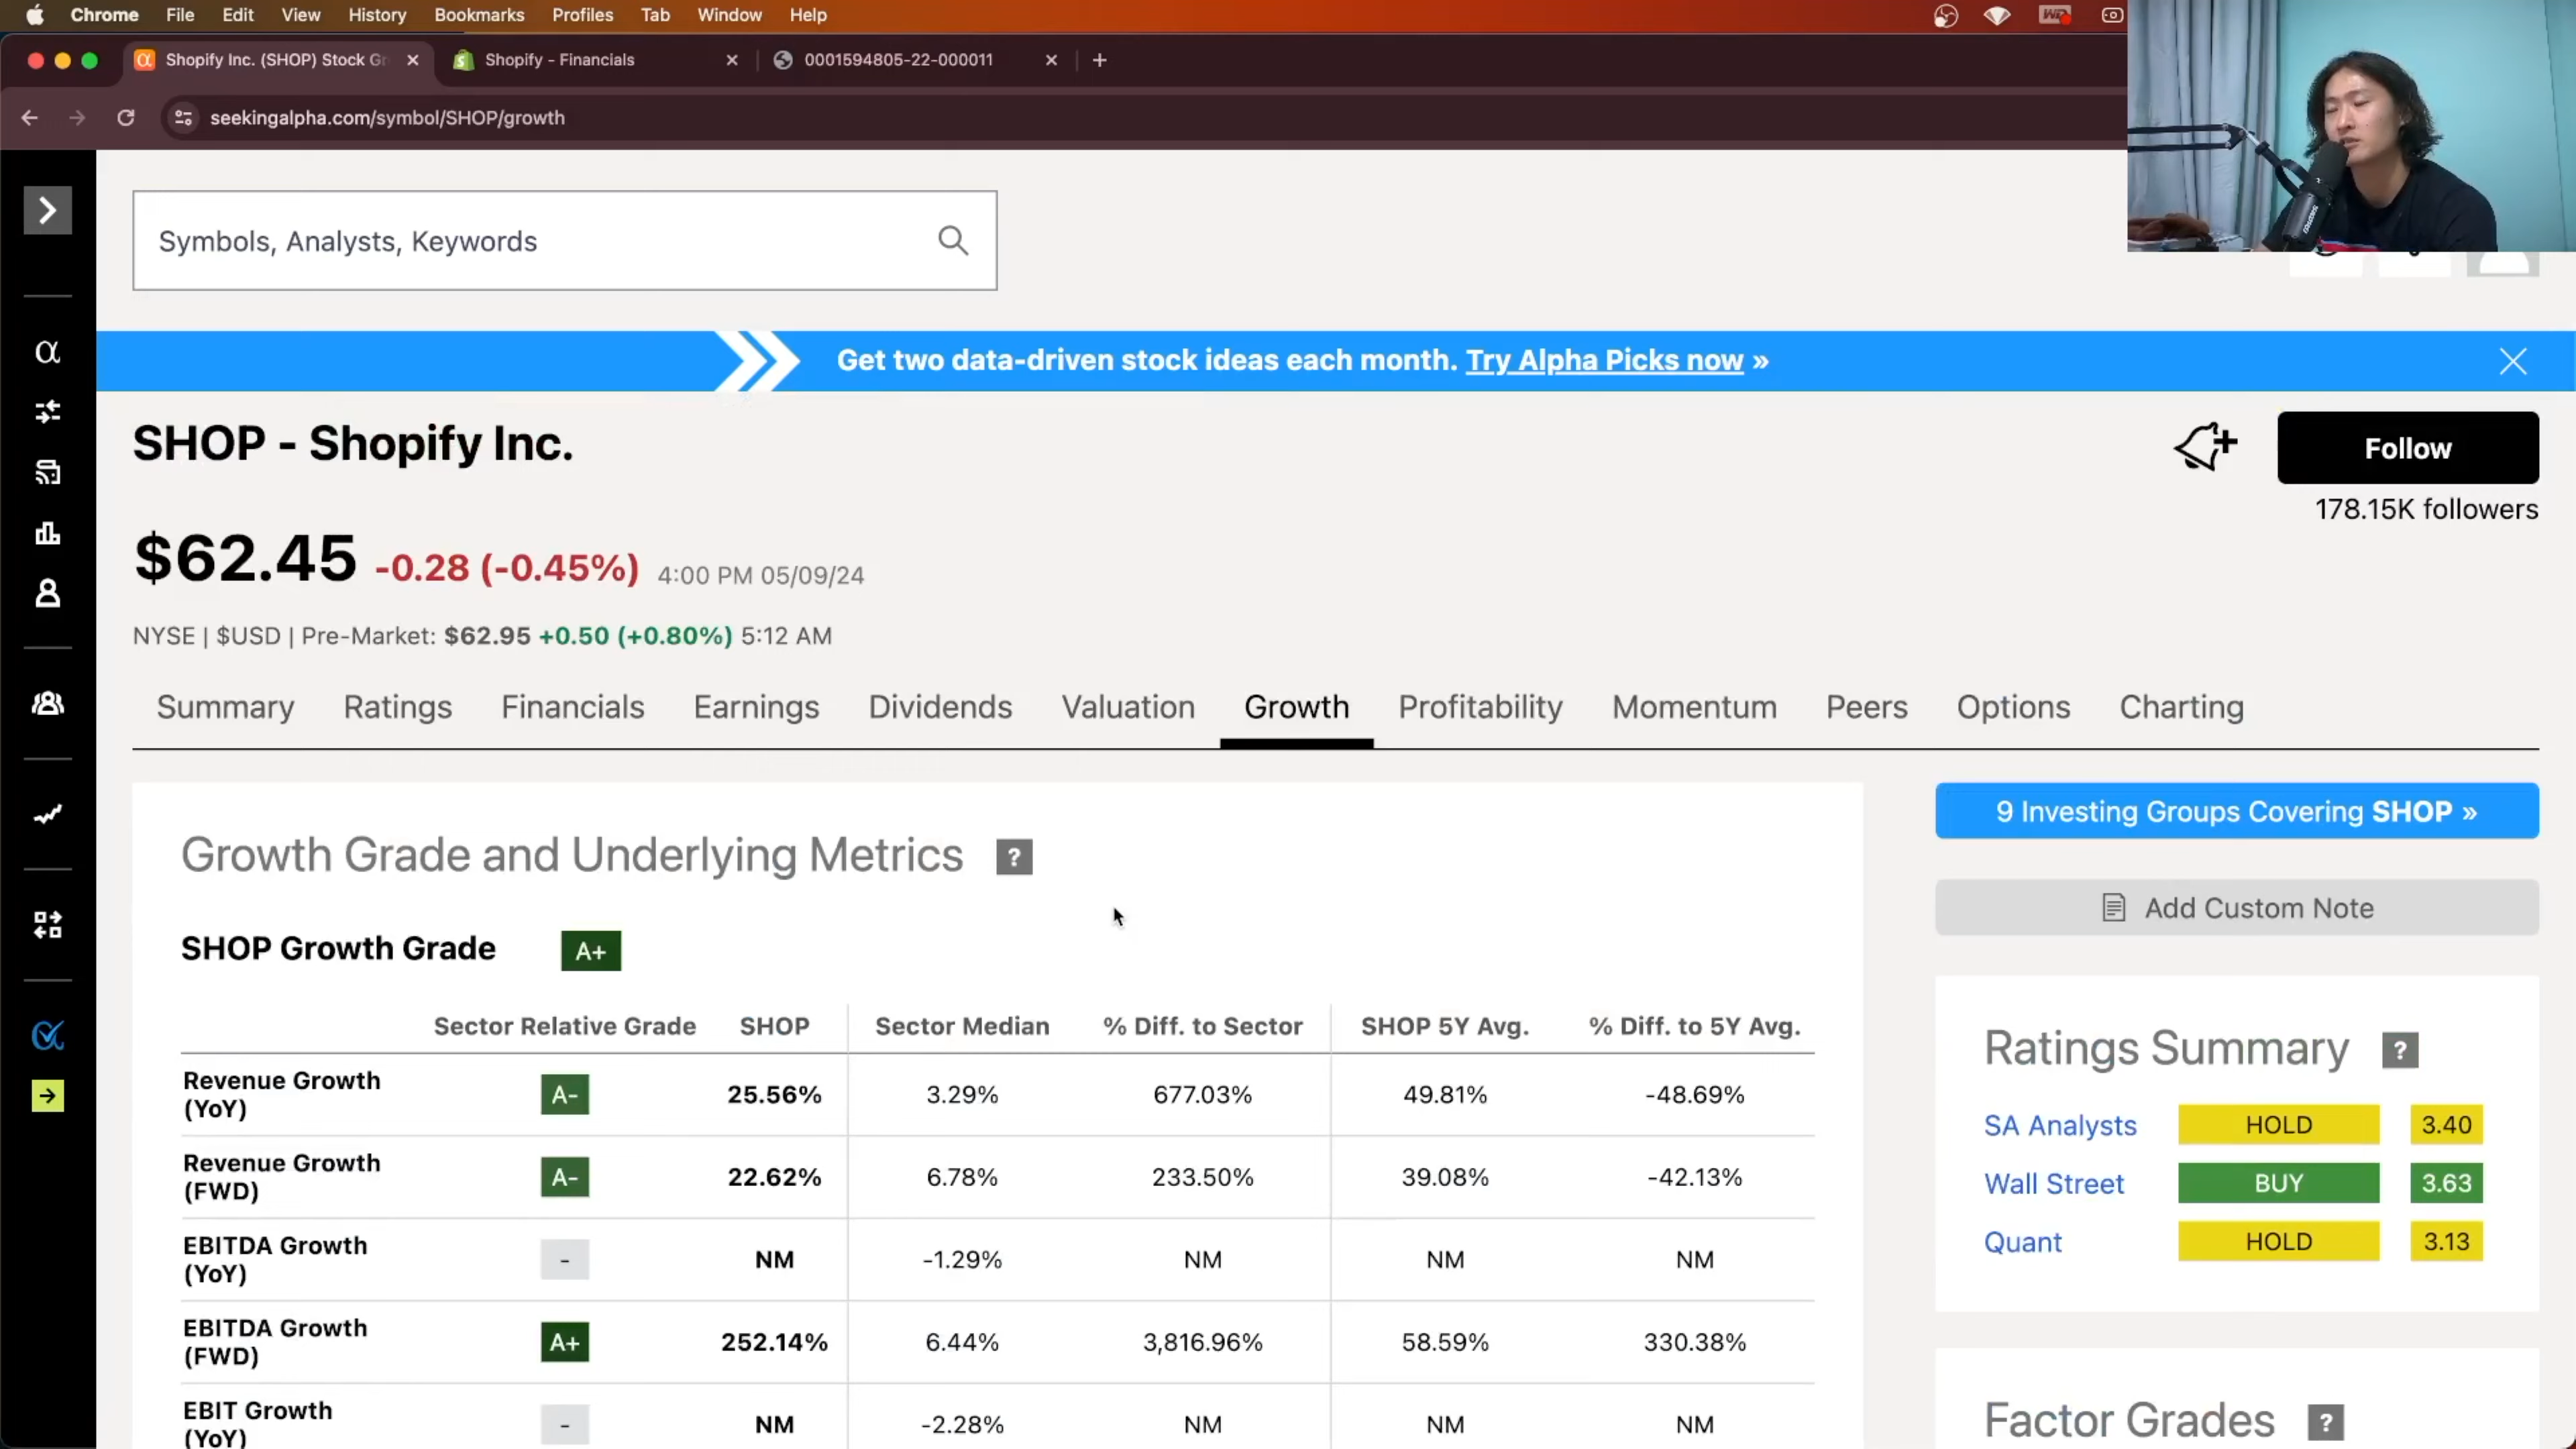 Chrome File Edit View History Bookmarks Profiles Tab Window Help
Shopify Inc. (SHOP) Stock Gr
Shopify - Financials
0001594805-22-000011
seekingalpha.com/symbol/SHOP/growth
Symbols, Analysts, Keywords
Get two data-driven stock ideas each month. Try Alpha Picks now »
SHOP - Shopify Inc.
Follow
178.15K followers
$62.45 -0.28 (-0.45%) 4:00 PM 05/09/24
NYSE | $USD | Pre-Market: $62.95 +0.50 (+0.80%) 5:12 AM
Summary Ratings Financials Earnings Dividends Valuation Growth Profitability Momentum Peers Options Charting
Growth Grade and Underlying Metrics ?
SHOP Growth Grade A+
Sector Relative Grade SHOP Sector Median % Diff. to Sector SHOP 5Y Avg. % Diff. to 5Y Avg.
Revenue Growth (YoY) A- 25.56% 3.29% 677.03% 49.81% -48.69%
Revenue Growth (FWD) A- 22.62% 6.78% 233.50% 39.08% -42.13%
EBITDA Growth (YoY) - NM -1.29% NM NM NM
EBITDA Growth (FWD) A+ 252.14% 6.44% 3,816.96% 58.59% 330.38%
EBIT Growth (YoY) - NM -2.28% NM NM NM
9 Investing Groups Covering SHOP »
Add Custom Note
Ratings Summary ?
SA Analysts HOLD 3.40
Wall Street BUY 3.63
Quant HOLD 3.13
Factor Grades ?